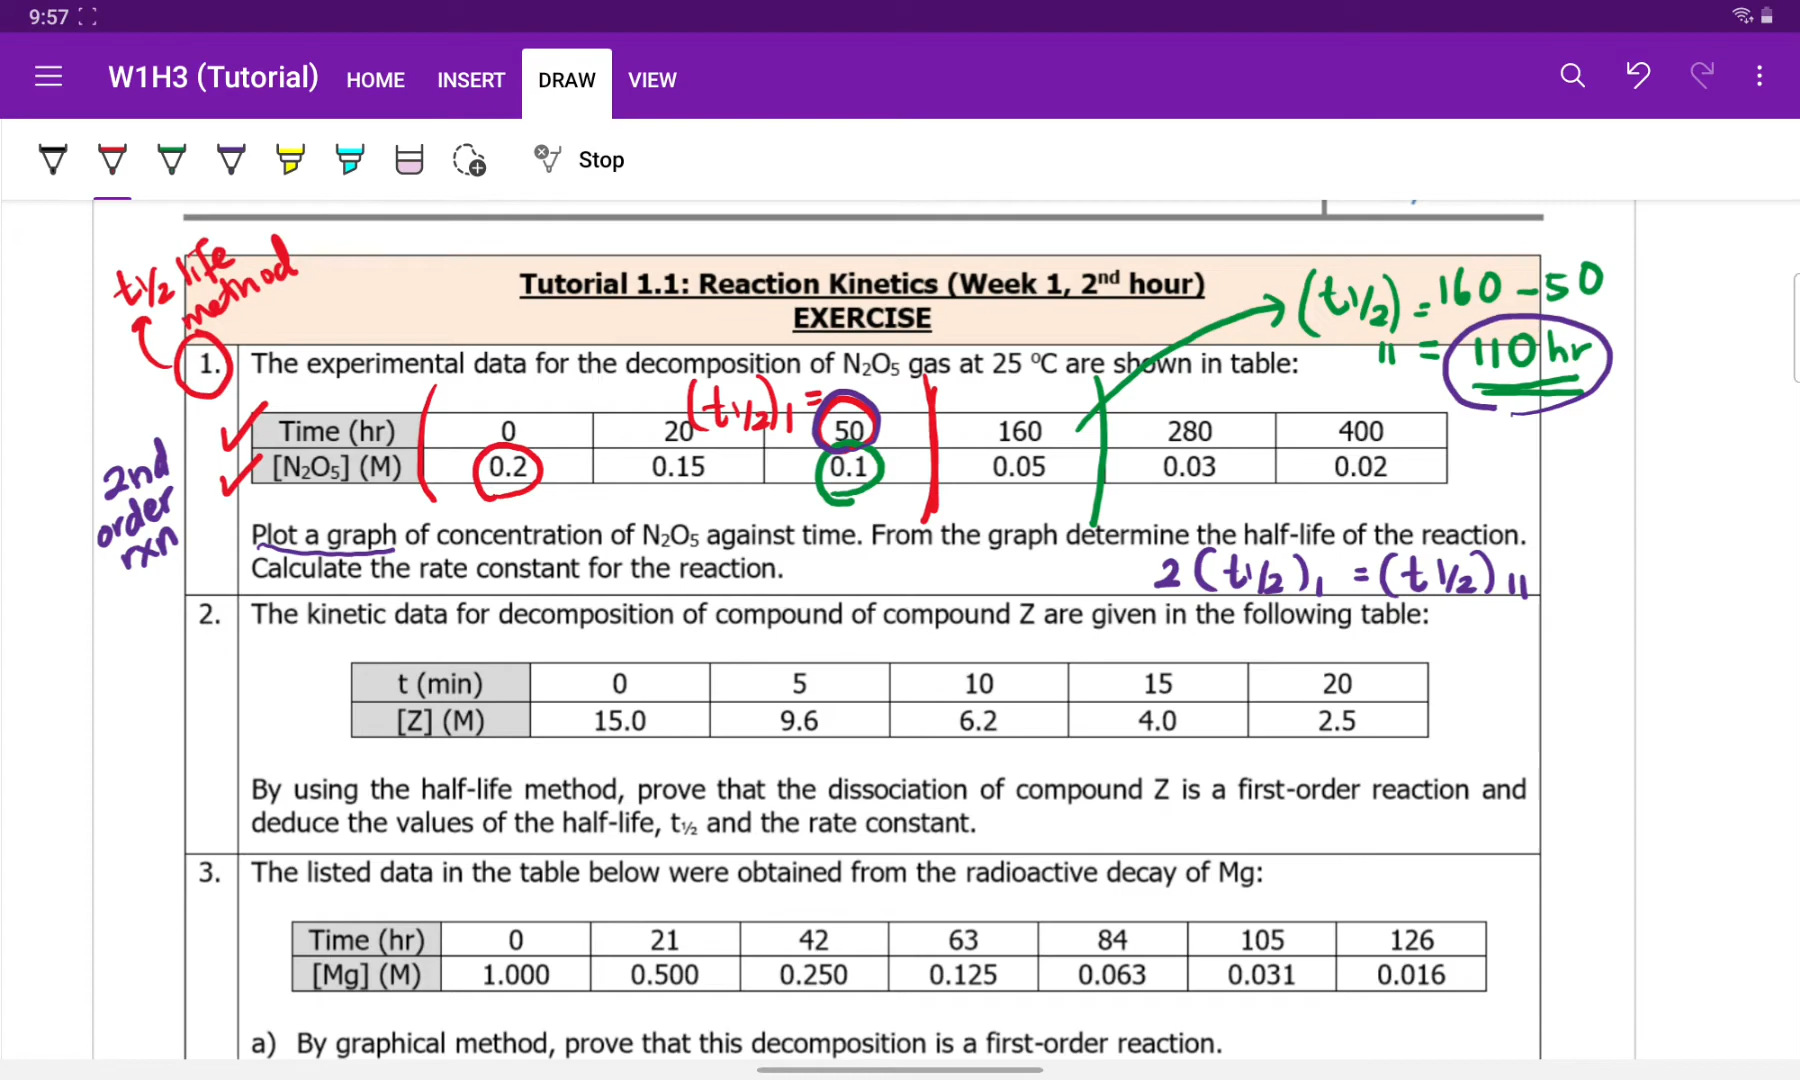 9:57
W1H3 (Tutorial) HOME INSERT DRAW VIEW
Stop
t½ life
method
Tutorial 1.1: Reaction Kinetics (Week 1, 2nd hour)
EXERCISE
(t1/2)11 = 160 - 50
= 110 hr
1. The experimental data for the decomposition of N₂O₅ gas at 25 ⁰C are shown in table:
(t1/2)1 =
Time (hr) 0 20 50 160 280 400
[N₂O₅] (M) 0.2 0.15 0.1 0.05 0.03 0.02
2nd
order
rxn
Plot a graph of concentration of N₂O₅ against time. From the graph determine the half-life of the reaction.
Calculate the rate constant for the reaction.
2(t1/2)1 = (t1/2)11
2. The kinetic data for decomposition of compound of compound Z are given in the following table:
t (min) 0 5 10 15 20
[Z] (M) 15.0 9.6 6.2 4.0 2.5
By using the half-life method, prove that the dissociation of compound Z is a first-order reaction and
deduce the values of the half-life, t½ and the rate constant.
3. The listed data in the table below were obtained from the radioactive decay of Mg:
Time (hr) 0 21 42 63 84 105 126
[Mg] (M) 1.000 0.500 0.250 0.125 0.063 0.031 0.016
a) By graphical method, prove that this decomposition is a first-order reaction.